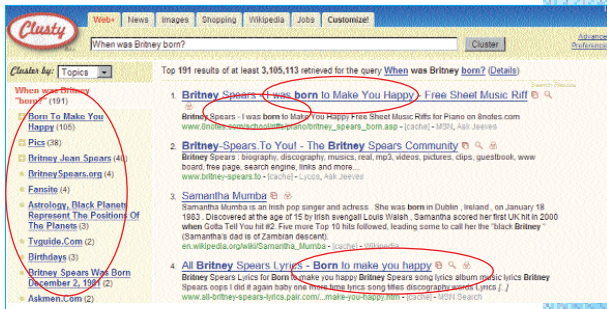 Clusty
Web+ News Images Shopping Wikipedia Jobs Customize!
When was Britney born?
Cluster
Advance
Preference
Cluster by: Topics
Top 191 results of at least 3,105,113 retrieved for the query When was Britney born? (Details)
When was Britney
"born?" (191)
Born To Make You
Happy (105)
Pics (38)
Britney Jean Spears (40)
BritneySpears.org (4)
Fansite (4)
Astrology, Black Planets
Represent The Positions Of
The Planets (3)
Tvguide.Com (2)
Birthdays (3)
Britney Spears Was Born
December 2, 1981 (2)
Askmen.Com (2)
Search Results
1. Britney Spears - I was born to Make You Happy - Free Sheet Music Riff
Britney Spears - I was born to Make You Happy Free Sheet Music for Piano on 8notes.com
www.8notes.com/school/riffs/piano/britney_spears_born.asp - [cache] - MSN, Ask Jeeves
2. Britney-Spears.To You! - The Britney Spears Community
Britney Spears : biography, discography, musics, real, mp3, videos, pictures, clips, guestbook, www
board, free page, search engine, links and more...
www.britney-spears.to - [cache] - Lycos, Ask Jeeves
3. Samantha Mumba
Samantha Mumba is an Irish pop singer and actress. She was born in Dublin , Ireland , on January 18
1983 . Discovered at the age of 15 by Irish svengali Louis Walsh , Samantha scored her first UK hit in 2000
when Gotta Tell You hit #2. Five more Top 10 hits followed, leading some to call her the "black Britney "
(Samantha's dad is of Zambian descent).
en.wikipedia.org/wiki/Samantha_Mumba - [cache] - Wikipedia
4. All Britney Spears Lyrics - Born to make you happy
Britney Spears Lyrics for Born to make you happy Britney Spears song lyrics album music lyrics Britney
Spears oops I did it again baby one more time lyrics song titles discography words Lyrics [...]
www.all-britney-spears-lyrics.pair.com/...make-you-happy.htm - [cache] - MSN Search